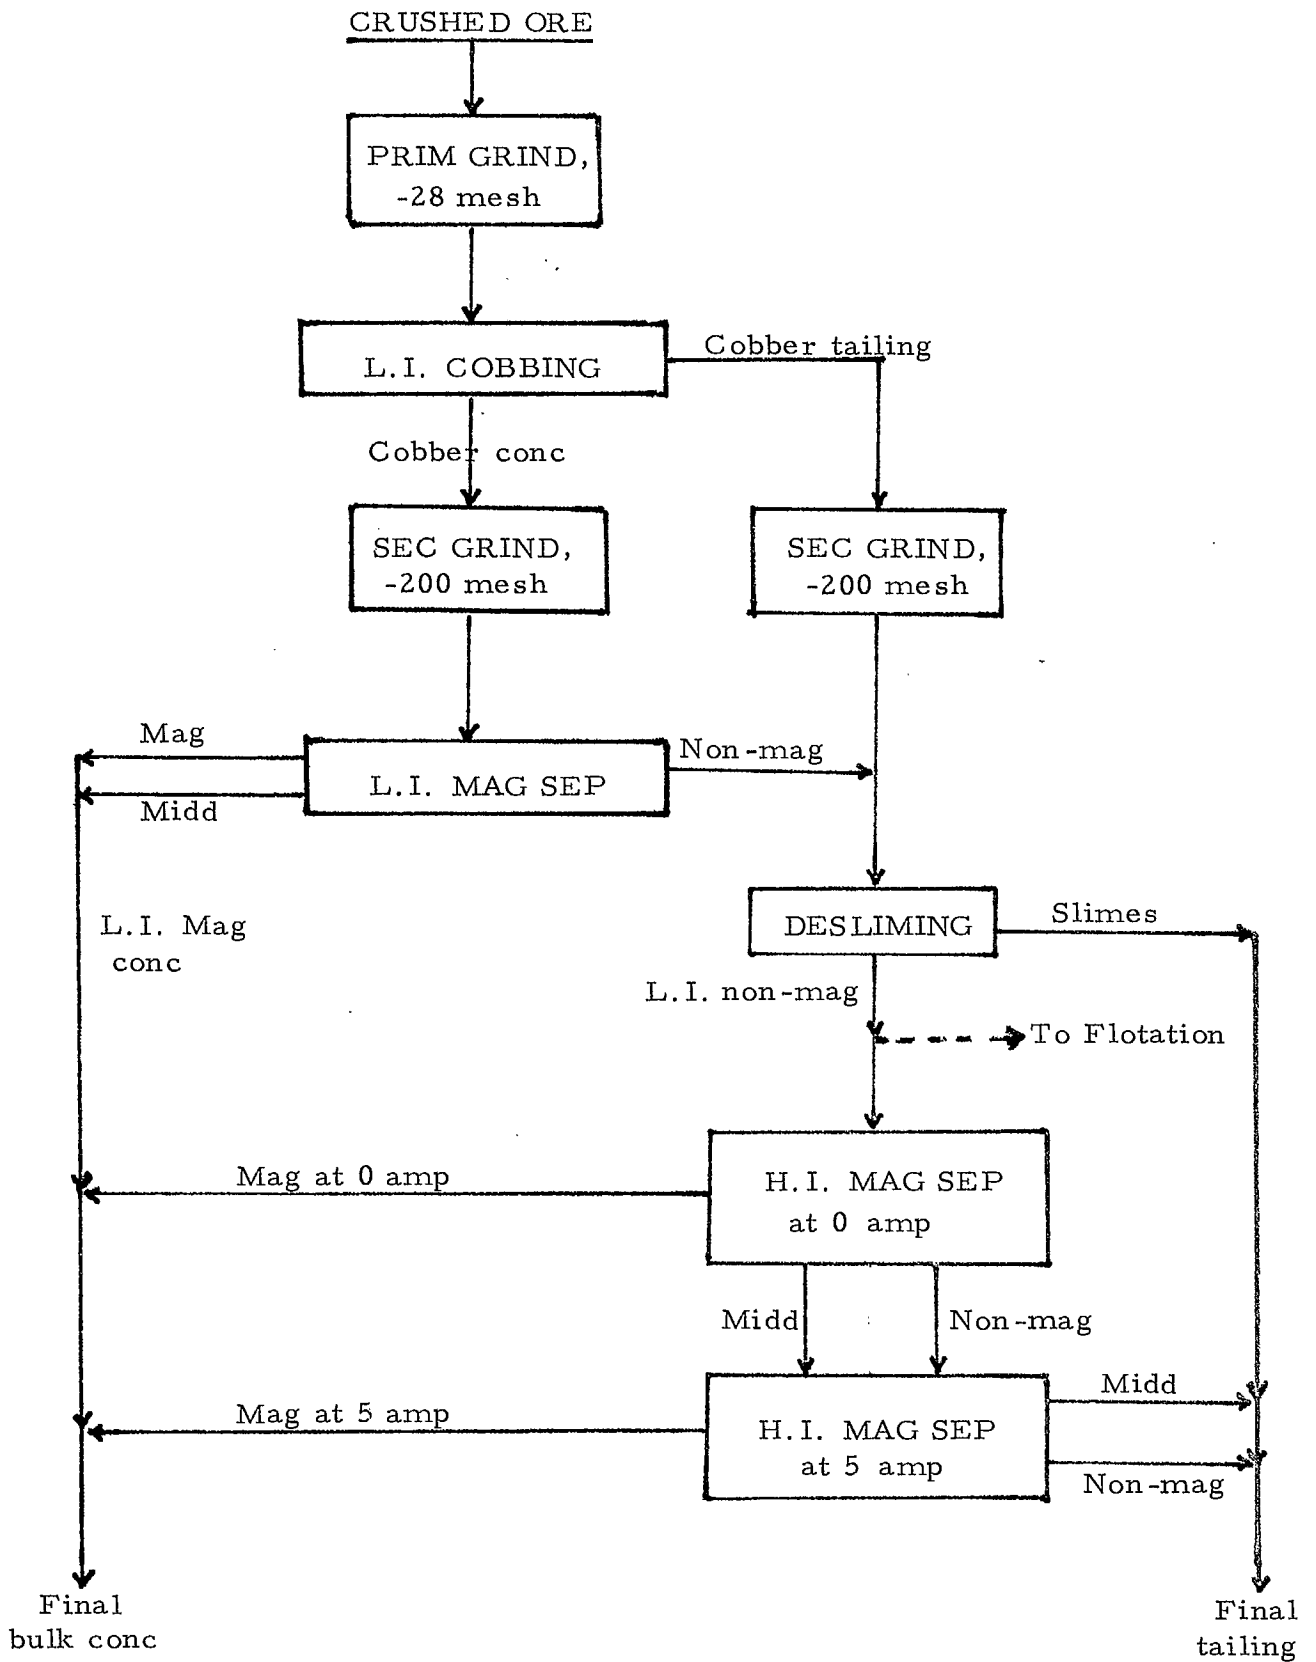 CRUSHED ORE
PRIM GRIND,
-28 mesh
L.I. COBBING
Cobber tailing
Cobber conc
SEC GRIND,
-200 mesh
SEC GRIND,
-200 mesh
Mag
Midd
L.I. MAG SEP
Non-mag
L.I. Mag
conc
DESLIMING
Slimes
L.I. non-mag
To Flotation
Mag at 0 amp
H.I. MAG SEP
at 0 amp
Midd
Non-mag
Mag at 5 amp
H.I. MAG SEP
at 5 amp
Midd
Non-mag
Final
bulk conc
Final
tailing